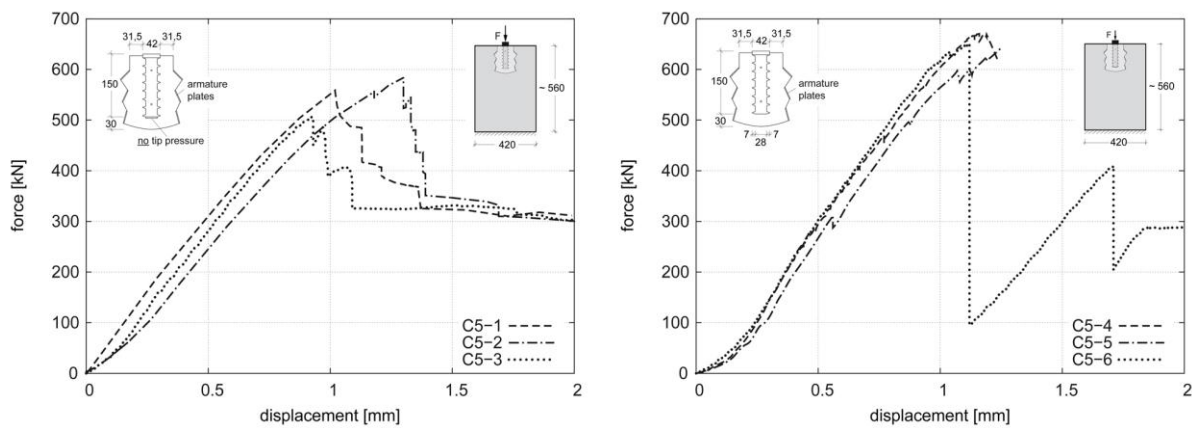 700
600
500
400
300
200
100
0
force [kN]
0
0.5
1
1.5
2
displacement [mm]
31,5
42
31,5
150
30
armature
plates
no tip pressure
F
~ 560
420
C5−1
C5−2
C5−3
700
600
500
400
300
200
100
0
force [kN]
0
0.5
1
1.5
2
displacement [mm]
31,5
42
31,5
150
30
armature
plates
7
7
28
F
~ 560
420
C5−4
C5−5
C5−6